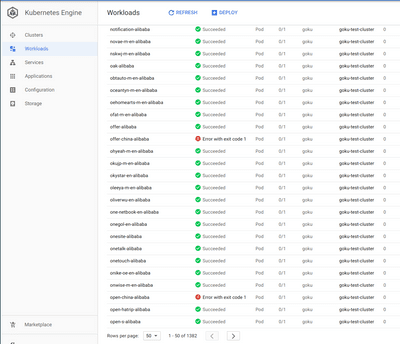 Kubernetes Engine
Workloads
REFRESH
DEPLOY
Clusters
Workloads
Services
Applications
Configuration
Storage
Marketplace
notification-alibaba Succeeded Pod 0/1 goku goku-test-cluster 0
novae-m-en-alibaba Succeeded Pod 0/1 goku goku-test-cluster 0
nskwj-m-en-alibaba Succeeded Pod 0/1 goku goku-test-cluster 0
oak-alibaba Succeeded Pod 0/1 goku goku-test-cluster 0
obtauto-m-en-alibaba Succeeded Pod 0/1 goku goku-test-cluster 0
oceantyn-m-en-alibaba Succeeded Pod 0/1 goku goku-test-cluster 0
oehomearts-m-en-alibaba Succeeded Pod 0/1 goku goku-test-cluster 0
ofat-m-en-alibaba Succeeded Pod 0/1 goku goku-test-cluster 0
offer-alibaba Succeeded Pod 0/1 goku goku-test-cluster 0
offer-china-alibaba Error with exit code 1 Pod 0/1 goku goku-test-cluster 0
ohyeah-m-en-alibaba Succeeded Pod 0/1 goku goku-test-cluster 0
okujp-m-en-alibaba Succeeded Pod 0/1 goku goku-test-cluster 0
okystar-en-alibaba Succeeded Pod 0/1 goku goku-test-cluster 0
oleeya-m-en-alibaba Succeeded Pod 0/1 goku goku-test-cluster 0
oliverwu-en-alibaba Succeeded Pod 0/1 goku goku-test-cluster 0
one-netbook-en-alibaba Succeeded Pod 0/1 goku goku-test-cluster 0
onegol-en-alibaba Succeeded Pod 0/1 goku goku-test-cluster 0
onesite-alibaba Succeeded Pod 0/1 goku goku-test-cluster 0
onetalk-alibaba Succeeded Pod 0/1 goku goku-test-cluster 0
onetouch-alibaba Succeeded Pod 0/1 goku goku-test-cluster 0
onske-oe-en-alibaba Succeeded Pod 0/1 goku goku-test-cluster 0
onwise-m-en-alibaba Succeeded Pod 0/1 goku goku-test-cluster 0
open-china-alibaba Error with exit code 1 Pod 0/1 goku goku-test-cluster 0
open-hatrip-alibaba Succeeded Pod 0/1 goku goku-test-cluster 0
open-s-alibaba Succeeded Pod 0/1 goku goku-test-cluster 0
Rows per page: 50 1 - 50 of 1382